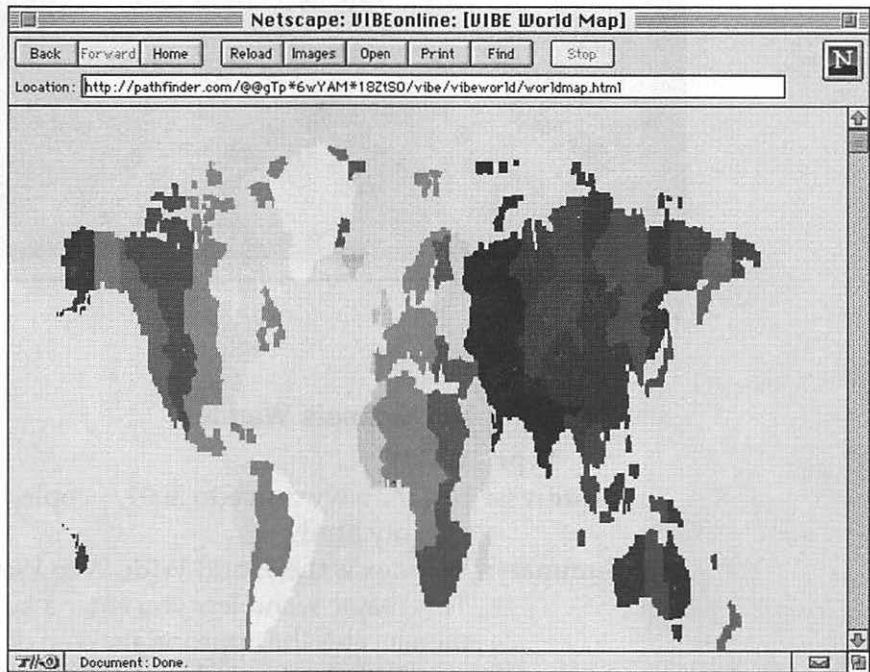 Netscape: VIBEonline: [VIBE World Map]
Back Forward Home Reload Images Open Print Find Stop
N
Location: http://pathfinder.com/@@gTp*6wYAM*18ZtS0/vibe/vibeworld/worldmap.html
Document: Done.